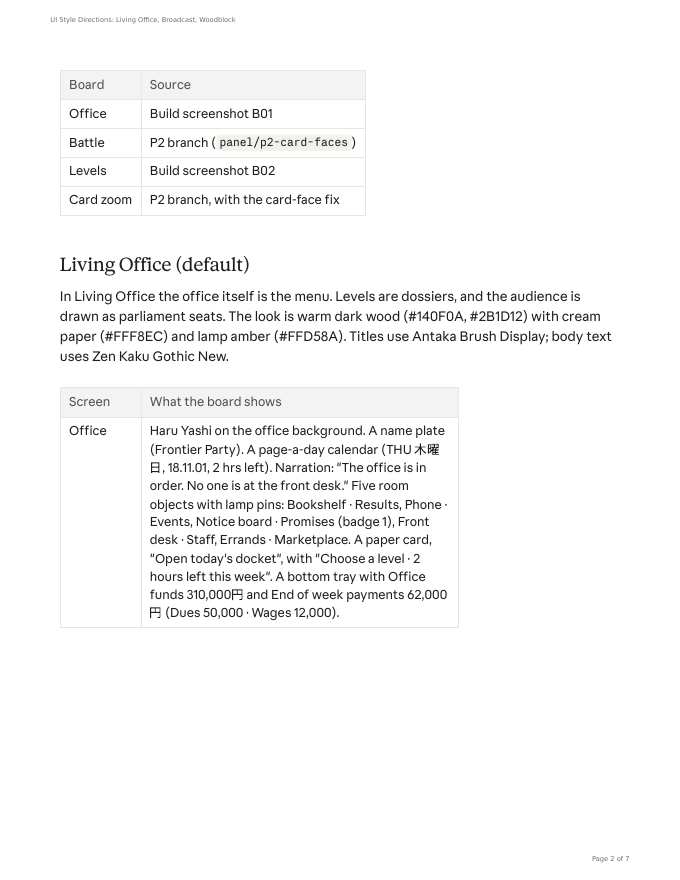 UI Style Directions: Living Office, Broadcast, Woodblock
Board Source
Office Build screenshot B01
Battle P2 branch (panel/p2-card-faces)
Levels Build screenshot B02
Card zoom P2 branch, with the card-face fix
Living Office (default)
In Living Office the office itself is the menu. Levels are dossiers, and the audience is
drawn as parliament seats. The look is warm dark wood (#140F0A, #2B1D12) with cream
paper (#FFF8EC) and lamp amber (#FFD58A). Titles use Antaka Brush Display; body text
uses Zen Kaku Gothic New.
Screen What the board shows
Office Haru Yashi on the office background. A name plate
(Frontier Party). A page-a-day calendar (THU 木曜
日, 18.11.01, 2 hrs left). Narration: "The office is in
order. No one is at the front desk." Five room
objects with lamp pins: Bookshelf · Results, Phone ·
Events, Notice board · Promises (badge 1), Front
desk · Staff, Errands · Marketplace. A paper card,
"Open today's docket", with "Choose a level · 2
hours left this week". A bottom tray with Office
funds 310,000円 and End of week payments 62,000
円 (Dues 50,000 · Wages 12,000).
Page 2 of 7